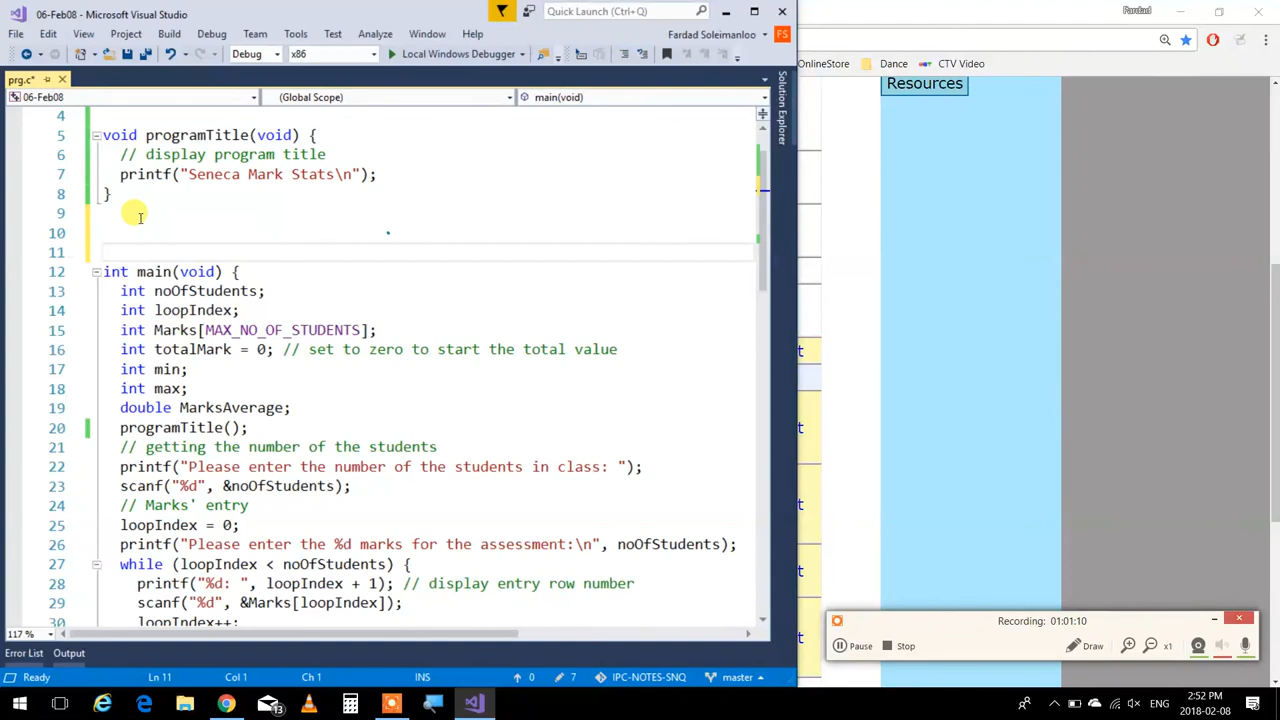 06-Feb08 - Microsoft Visual Studio
Quick Launch (Ctrl+Q)
Fardad
File Edit View Project Build Debug Team Tools Test Analyze Window Help
Fardad Soleimanloo FS
Debug x86 Local Windows Debugger
OnlineStore Dance CTV Video
prg.c*
Resources
06-Feb08 (Global Scope) main(void)
4
5 void programTitle(void) {
6 // display program title
7 printf("Seneca Mark Stats\n");
8 }
9
10
11
12 int main(void) {
13 int noOfStudents;
14 int loopIndex;
15 int Marks[MAX_NO_OF_STUDENTS];
16 int totalMark = 0; // set to zero to start the total value
17 int min;
18 int max;
19 double MarksAverage;
20 programTitle();
21 // getting the number of the students
22 printf("Please enter the number of the students in class: ");
23 scanf("%d", &noOfStudents);
24 // Marks' entry
25 loopIndex = 0;
26 printf("Please enter the %d marks for the assessment:\n", noOfStudents);
27 while (loopIndex < noOfStudents) {
28 printf("%d: ", loopIndex + 1); // display entry row number
29 scanf("%d", &Marks[loopIndex]);
30 loopIndex++;
117 %
Solution Explorer
t
t
t
t
t
Recording: 01:01:10
Pause Stop Draw x1
Error List Output
Ready Ln 11 Col 1 Ch 1 INS 0 7 IPC-NOTES-SNQ master
13
2:52 PM
2018-02-08